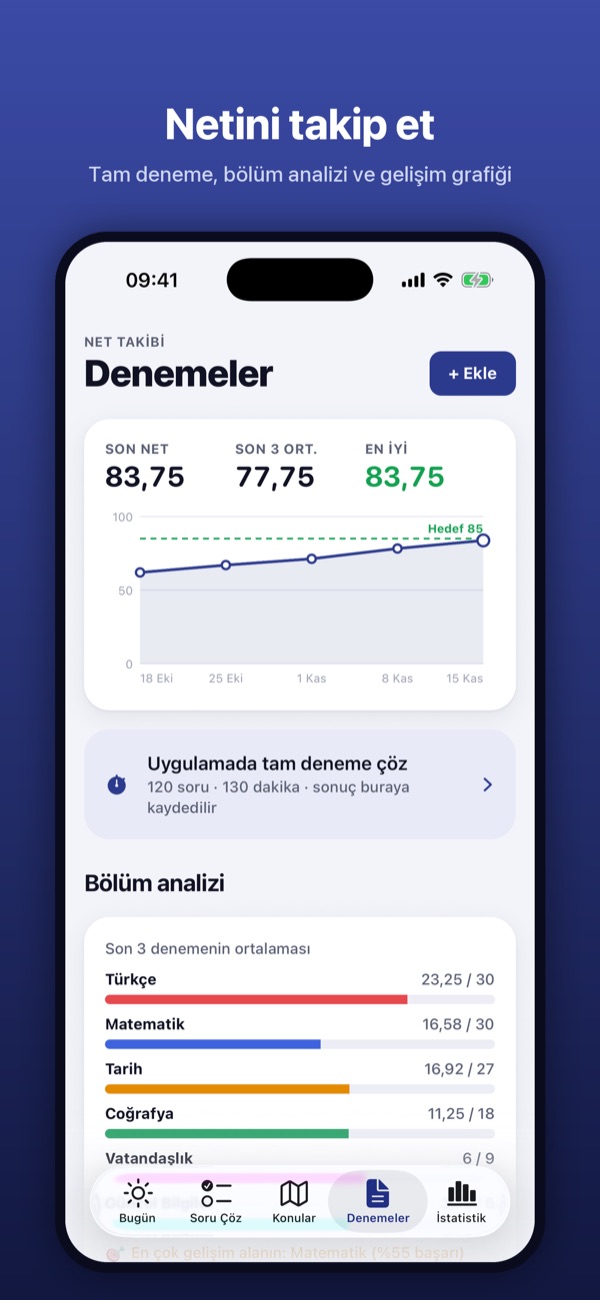 Netini takip et
Tam deneme, bölüm analizi ve gelişim grafiği
09:41
NET TAKİBİ
Denemeler
+ Ekle
SON NET
SON 3 ORT.
EN İYİ
83,75
77,75
83,75
100
Hedef 85
50
0
18 Eki
25 Eki
1 Kas
8 Kas
15 Kas
Uygulamada tam deneme çöz
120 soru · 130 dakika · sonuç buraya
kaydedilir
Bölüm analizi
Son 3 denemenin ortalaması
Türkçe
23,25 / 30
Matematik
16,58 / 30
Tarih
16,92 / 27
Coğrafya
11,25 / 18
Vatandaşlık
6 / 9
Bugün
Soru Çöz
Konular
Denemeler
İstatistik
En çok gelişim alanın: Matematik (%55 başarı)